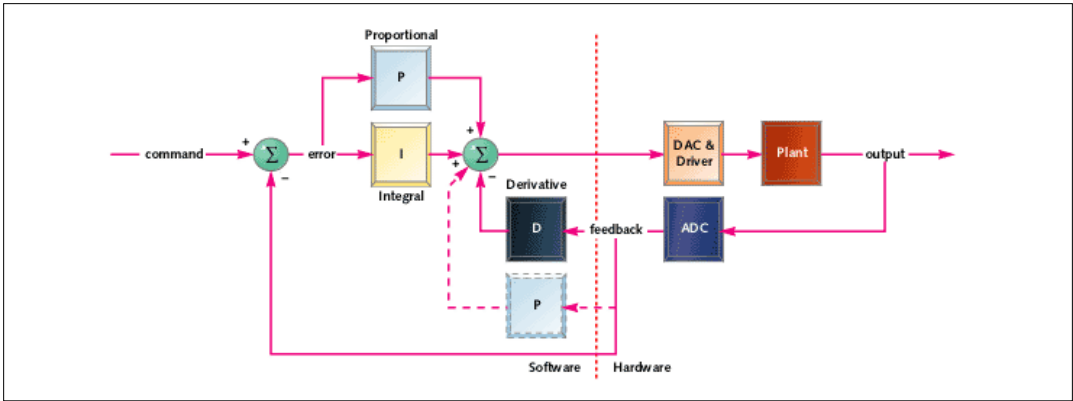 Proportional
P
+
+
command
Σ
error
I
+
Σ
DAC &
Driver
Plant
output
−
−
Integral
Derivative
D
feedback
ADC
P
Software
Hardware